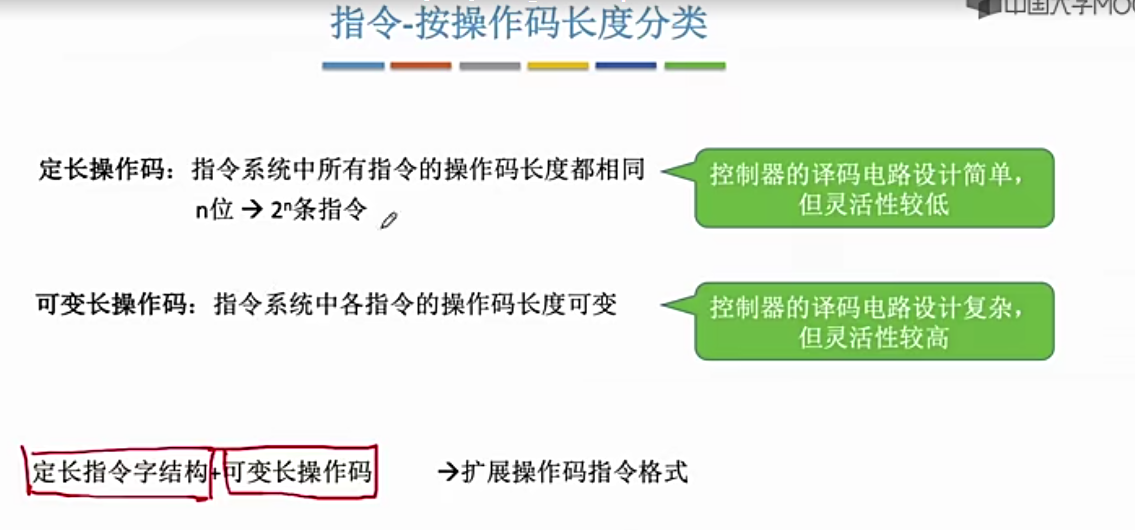 中国大学MOO
指令-按操作码长度分类
定长操作码：指令系统中所有指令的操作码长度都相同
n位 → 2ⁿ条指令
控制器的译码电路设计简单，
但灵活性较低
可变长操作码：指令系统中各指令的操作码长度可变
控制器的译码电路设计复杂，
但灵活性较高
定长指令字结构+可变长操作码 →扩展操作码指令格式